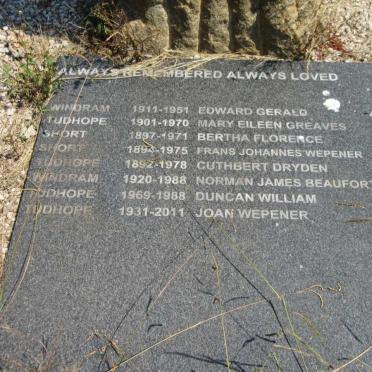 ALWAYS REMEMBERED ALWAYS LOVED
WINDRAM 1911-1951 EDWARD GERALD
TUDHOPE 1901-1970 MARY EILEEN GREAVES
SHORT 1897-1971 BERTHA FLORENCE
SHORT 1894-1975 FRANS JOHANNES WEPENER
TUDHOPE 1892-1978 CUTHBERT DRYDEN
WINDRAM 1920-1988 NORMAN JAMES BEAUFORT
TUDHOPE 1969-1988 DUNCAN WILLIAM
TUDHOPE 1931-2011 JOAN WEPENER